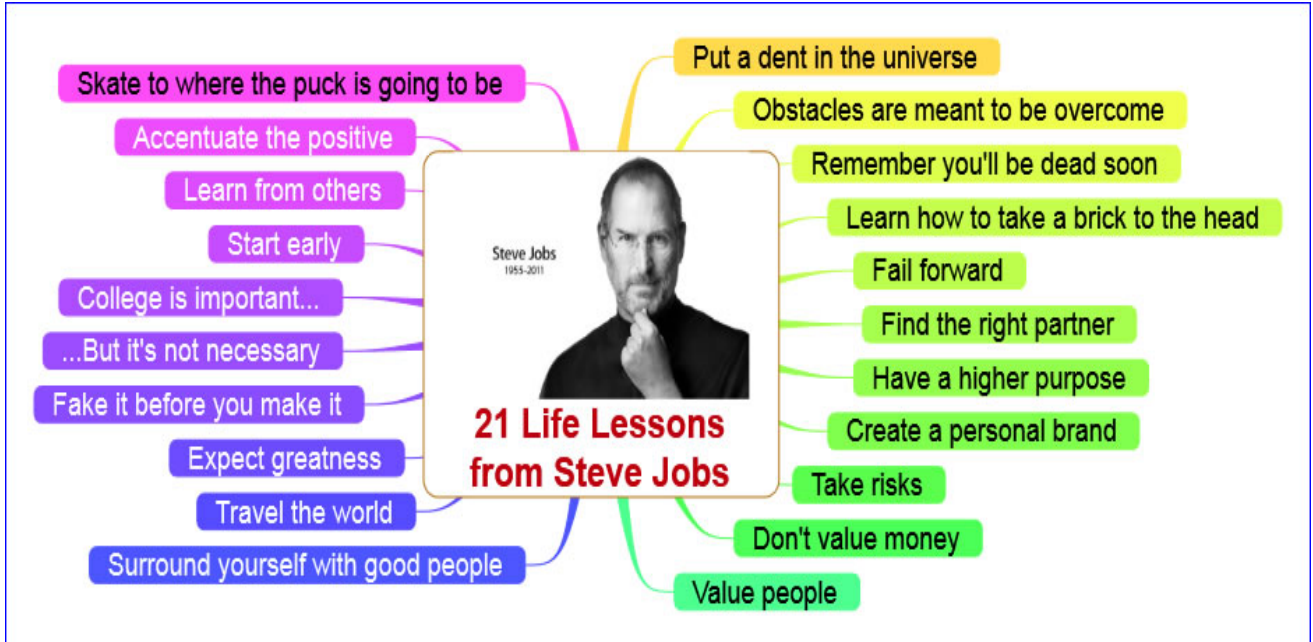 Put a dent in the universe
Obstacles are meant to be overcome
Remember you'll be dead soon
Learn how to take a brick to the head
Fail forward
Find the right partner
Have a higher purpose
Create a personal brand
Take risks
Don't value money
Value people
Surround yourself with good people
Travel the world
Expect greatness
Fake it before you make it
...But it's not necessary
College is important...
Start early
Learn from others
Accentuate the positive
Skate to where the puck is going to be
Steve Jobs
1955-2011
21 Life Lessons
from Steve Jobs